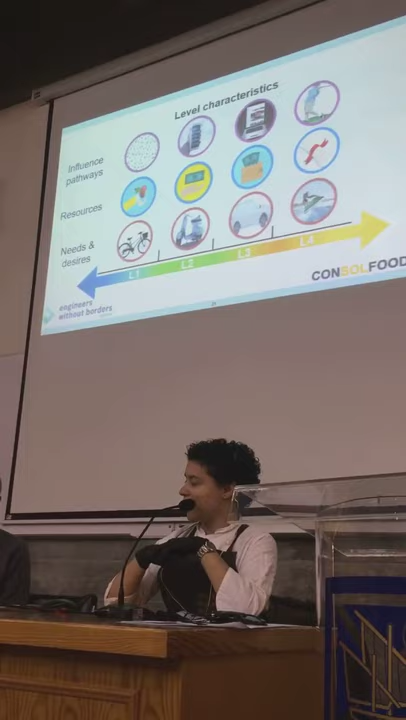 Level characteristics
Influence
pathways
Resources
Needs &
desires
L1
L2
L3
L4
engineers
without borders
CONSOLFOOD